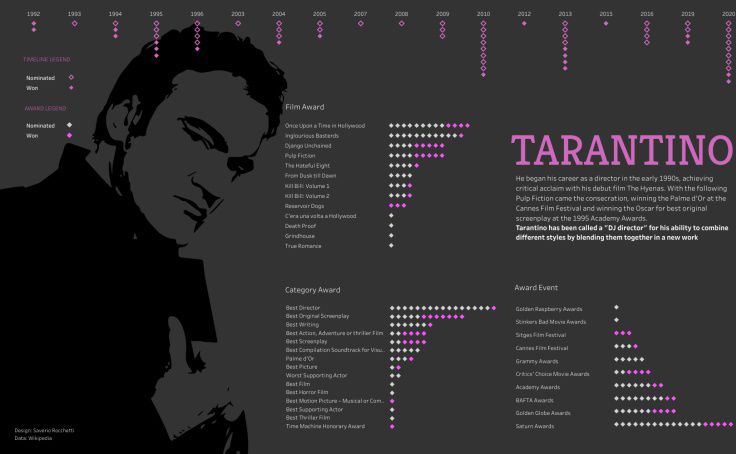 1992 1993 1994 1995 1996 2003 2004 2005 2007 2008 2009 2010 2012 2013 2015 2016 2019 2020
TIMELINE LEGEND
Nominated
Won
AWARD LEGEND
Nominated
Won
Film Award
Once Upon a Time in Hollywood
Inglourious Basterds
Django Unchained
Pulp Fiction
The Hateful Eight
From Dusk till Dawn
Kill Bill: Volume 1
Kill Bill: Volume 2
Reservoir Dogs
C'era una volta a Hollywood
Death Proof
Grindhouse
True Romance
TARANTINO
He began his career as a director in the early 1990s, achieving
critical acclaim with his debut film The Hyenas. With the following
Pulp Fiction came the consecration, winning the Palme d'Or at the
Cannes Film Festival and winning the Oscar for best original
screenplay at the 1995 Academy Awards.
Tarantino has been called a "DJ director" for his ability to combine
different styles by blending them together in a new work
Category Award
Best Director
Best Original Screenplay
Best Writing
Best Action, Adventure or thriller Film
Best Screenplay
Best Compilation Soundtrack for Visu..
Palme d'Or
Best Picture
Worst Supporting Actor
Best Film
Best Horror Film
Best Motion Picture – Musical or Com..
Best Supporting Actor
Best Thriller Film
Time Machine Honorary Award
Award Event
Golden Raspberry Awards
Stinkers Bad Movie Awards
Sitges Film Festival
Cannes Film Festival
Grammy Awards
Critics' Choice Movie Awards
Academy Awards
BAFTA Awards
Golden Globe Awards
Saturn Awards
Design: Saverio Rocchetti
Data: Wikipedia